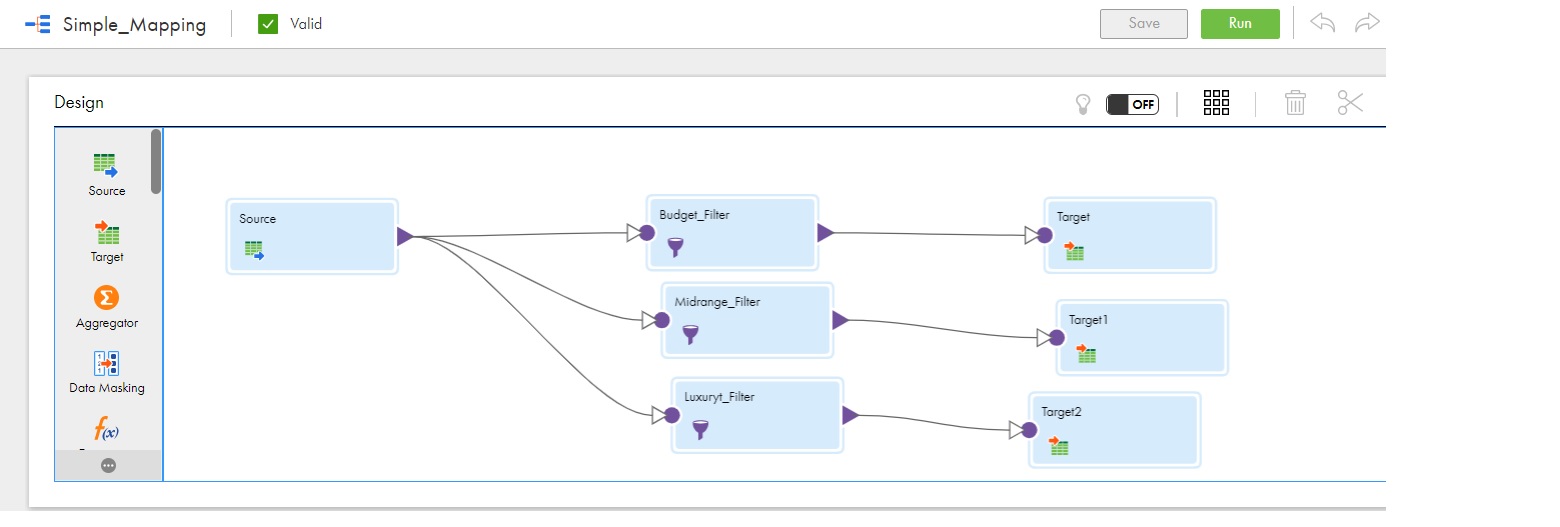 Simple_Mapping
Valid
Save
Run
Design
OFF
Source
Target
Aggregator
Data Masking
f(x)
Source
Budget_Filter
Target
Midrange_Filter
Target1
Luxuryt_Filter
Target2